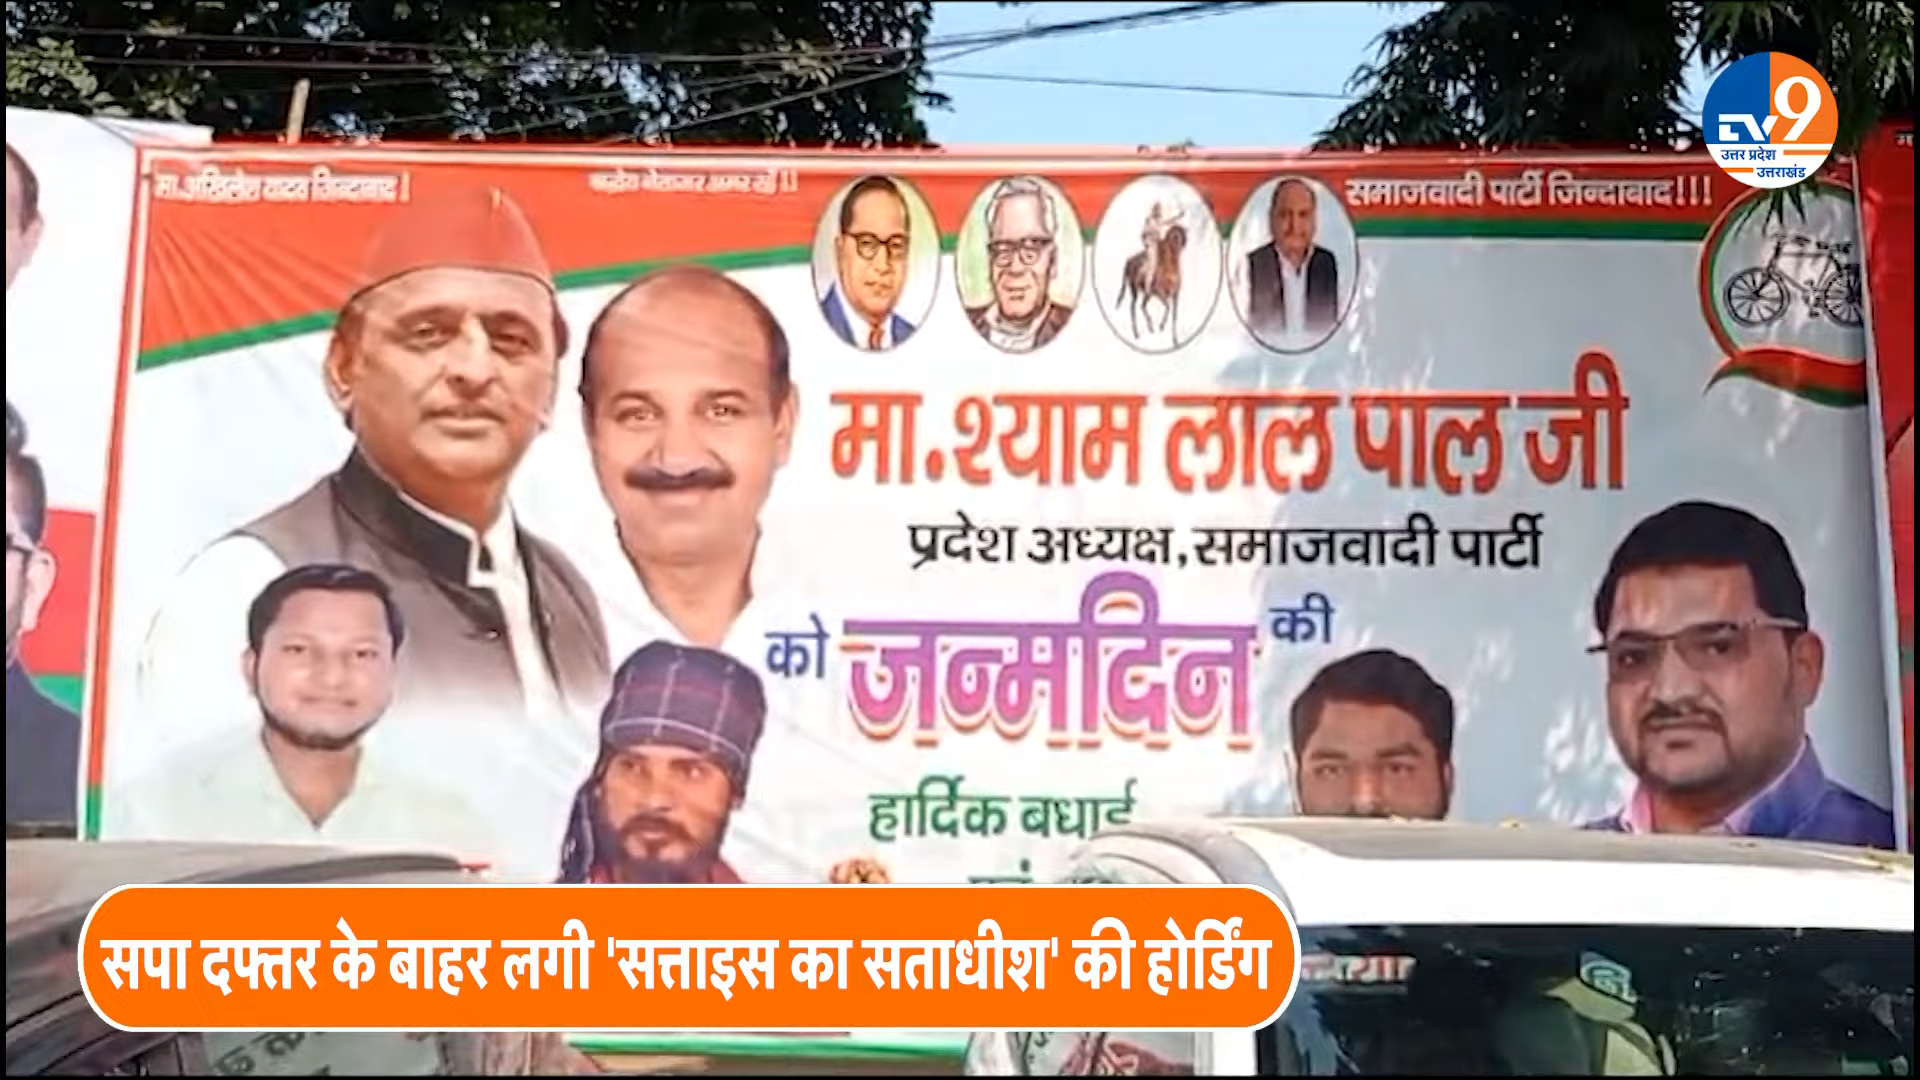 मा.अखिलेश यादव जिन्दाबाद !
समाजवादी पार्टी जिन्दाबाद!!!
TV9
उत्तर प्रदेश
उत्तराखंड
मा.श्याम लाल पाल जी
प्रदेश अध्यक्ष,समाजवादी पार्टी
को जन्मदिन की
हार्दिक बधाई
सपा दफ्तर के बाहर लगी 'सत्ताइस का सताधीश' की होर्डिंग